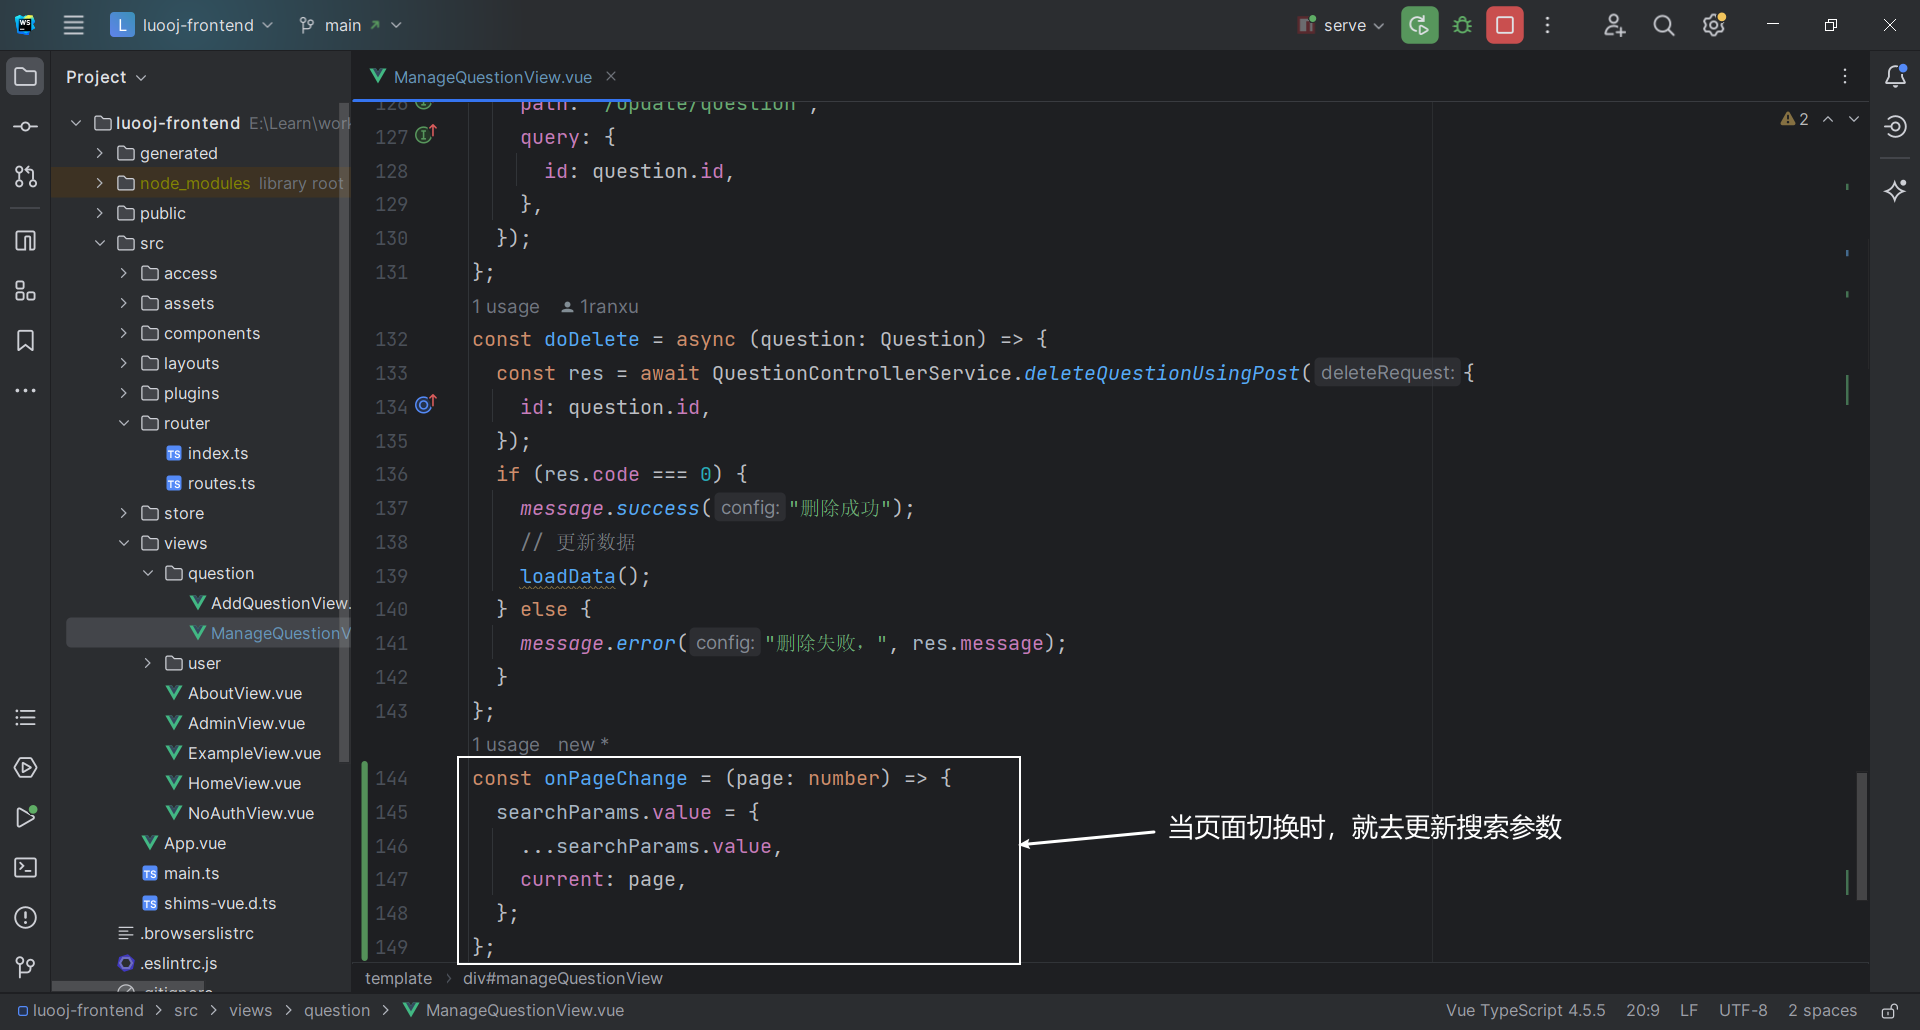 L luooj-frontend main serve
Project
ManageQuestionView.vue
luooj-frontend E:\Learn\work
generated
node_modules library root
public
src
access
assets
components
layouts
plugins
router
TS index.ts
TS routes.ts
store
views
question
AddQuestionView.
ManageQuestionV
user
AboutView.vue
AdminView.vue
ExampleView.vue
HomeView.vue
NoAuthView.vue
App.vue
TS main.ts
TS shims-vue.d.ts
.browserslistrc
.eslintrc.js
.gitignore
2
126 path: "/update/question",
127 query: {
128 id: question.id,
129 },
130 });
131 };
1 usage 1ranxu
132 const doDelete = async (question: Question) => {
133 const res = await QuestionControllerService.deleteQuestionUsingPost( deleteRequest: {
134 id: question.id,
135 });
136 if (res.code === 0) {
137 message.success( config: "删除成功");
138 // 更新数据
139 loadData();
140 } else {
141 message.error( config: "删除失败，", res.message);
142 }
143 };
1 usage new *
144 const onPageChange = (page: number) => {
145 searchParams.value = {
146 ...searchParams.value,
147 current: page,
148 };
149 };
当页面切换时，就去更新搜索参数
template > div#manageQuestionView
luooj-frontend > src > views > question > ManageQuestionView.vue
Vue TypeScript 4.5.5 20:9 LF UTF-8 2 spaces